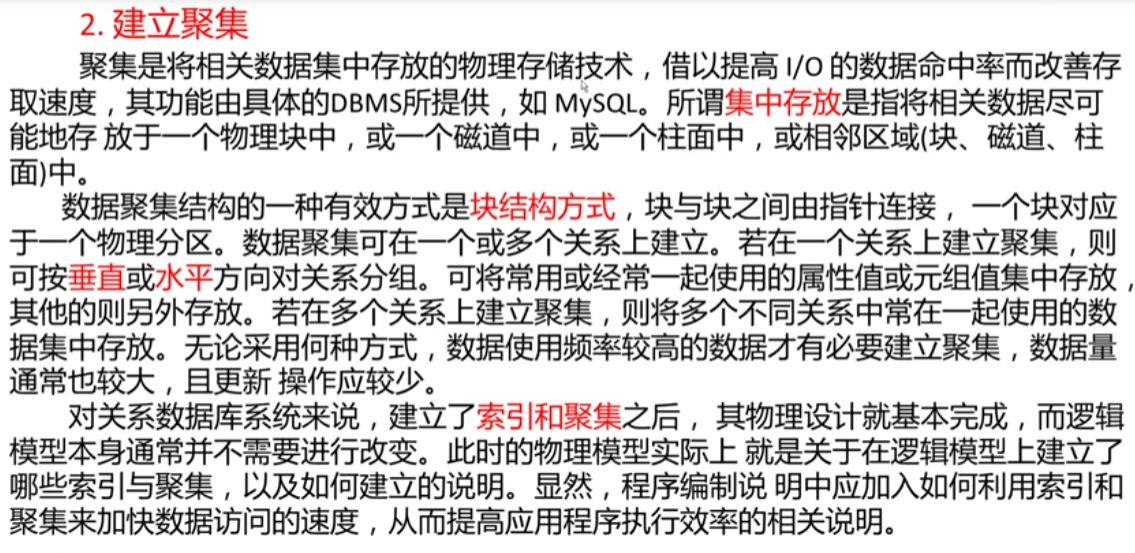 2. 建立聚集
聚集是将相关数据集中存放的物理存储技术，借以提高 I/O 的数据命中率而改善存
取速度，其功能由具体的DBMS所提供，如 MySQL。所谓集中存放是指将相关数据尽可
能地存 放于一个物理块中，或一个磁道中，或一个柱面中，或相邻区域(块、磁道、柱
面)中。
数据聚集结构的一种有效方式是块结构方式，块与块之间由指针连接， 一个块对应
于一个物理分区。数据聚集可在一个或多个关系上建立。若在一个关系上建立聚集，则
可按垂直或水平方向对关系分组。可将常用或经常一起使用的属性值或元组值集中存放，
其他的则另外存放。若在多个关系上建立聚集，则将多个不同关系中常在一起使用的数
据集中存放。无论采用何种方式，数据使用频率较高的数据才有必要建立聚集，数据量
通常也较大，且更新 操作应较少。
对关系数据库系统来说，建立了索引和聚集之后， 其物理设计就基本完成，而逻辑
模型本身通常并不需要进行改变。此时的物理模型实际上 就是关于在逻辑模型上建立了
哪些索引与聚集，以及如何建立的说明。显然，程序编制说 明中应加入如何利用索引和
聚集来加快数据访问的速度，从而提高应用程序执行效率的相关说明。